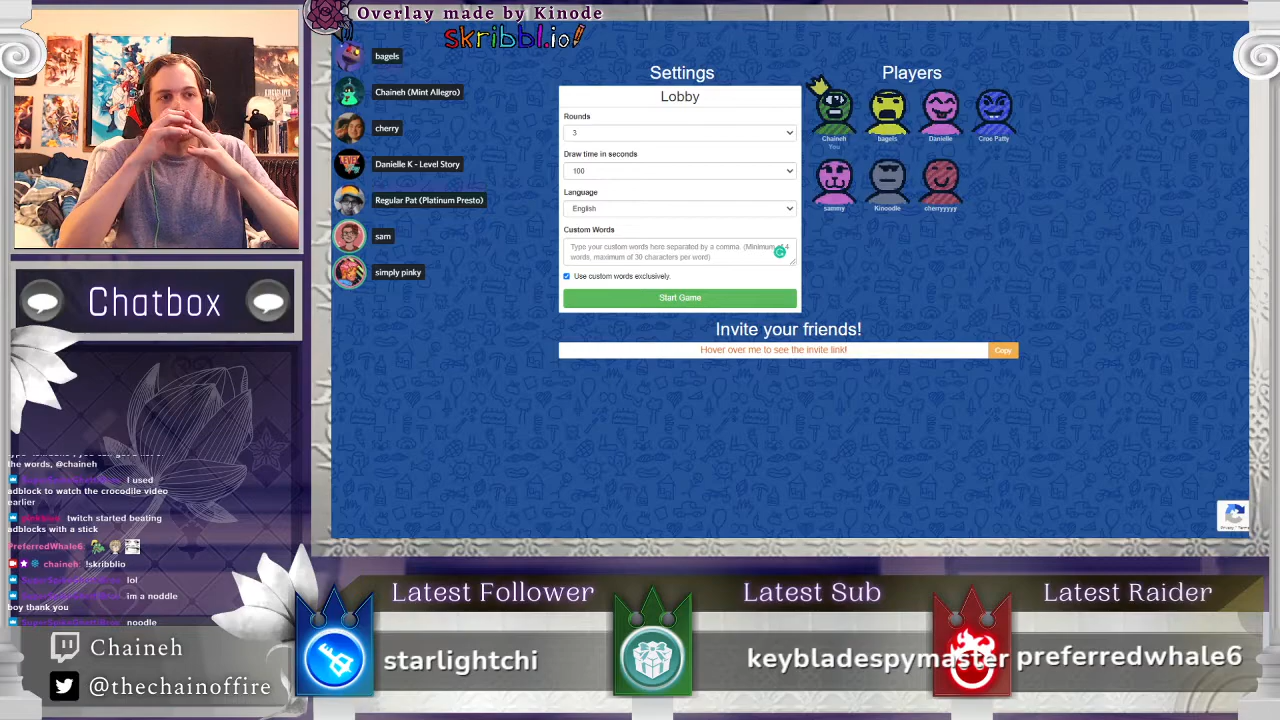 Overlay made by Kinode
skribbl.io
bagels
Chaineh (Mint Allegro)
cherry
Danielle K - Level Story
Regular Pat (Platinum Presto)
sam
simply pinky
Settings
Lobby
Rounds
3
Draw time in seconds
100
Language
English
Custom Words
Type your custom words here separated by a comma. (Minimum of 4
words, maximum of 30 characters per word)
Use custom words exclusively.
Start Game
Players
Chaineh
You
bagels
Danielle
Croc Patty
sammy
Kinoodle
cherryyyyy
Invite your friends!
Hover over me to see the invite link!
Copy
Chatbox
the words, @chaineh
I used
adblock to watch the crocodile video
earlier
twitch started beating
adblocks with a stick
PreferredWhale6:
chaineh: !skribblio
lol
im a noddle
boy thank you
noodle
Chaineh
@thechainoffire
Latest Follower
starlightchi
Latest Sub
keybladespymaster
Latest Raider
preferredwhale6